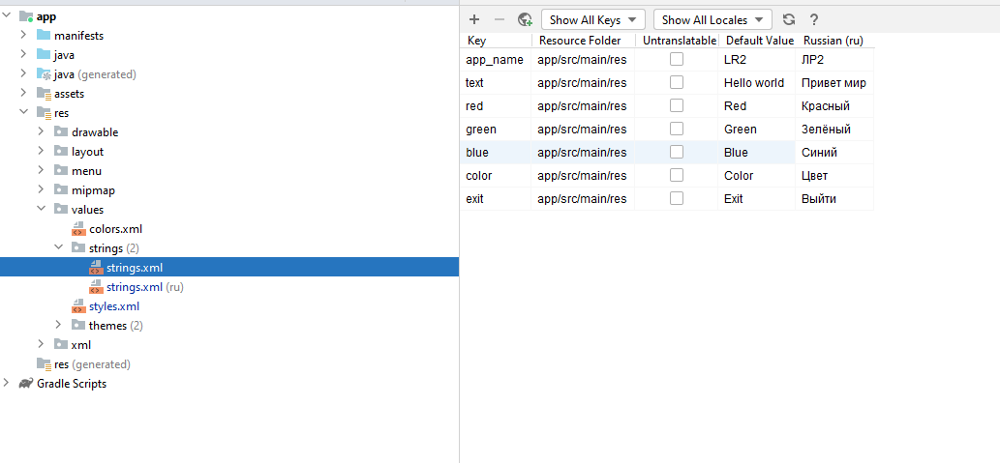 app
manifests
java
java (generated)
assets
res
drawable
layout
menu
mipmap
values
colors.xml
strings (2)
strings.xml
strings.xml (ru)
styles.xml
themes (2)
xml
res (generated)
Gradle Scripts
Show All Keys Show All Locales ?
Key Resource Folder Untranslatable Default Value Russian (ru)
app_name app/src/main/res LR2 ЛР2
text app/src/main/res Hello world Привет мир
red app/src/main/res Red Красный
green app/src/main/res Green Зелёный
blue app/src/main/res Blue Синий
color app/src/main/res Color Цвет
exit app/src/main/res Exit Выйти